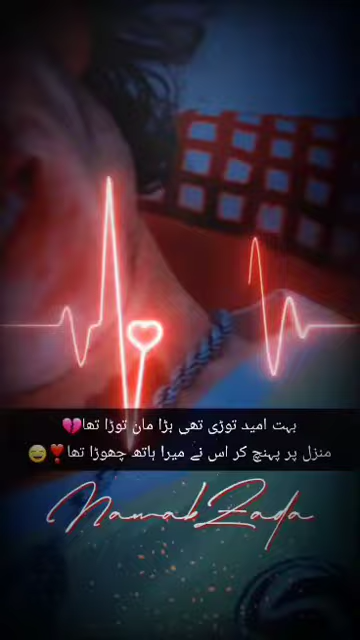 بہت امید توڑی تھی بڑا مان توڑا تھا💔
منزل پر پہنچ کر اس نے میرا ہاتھ چھوڑا تھا❣️😑
NawabZada